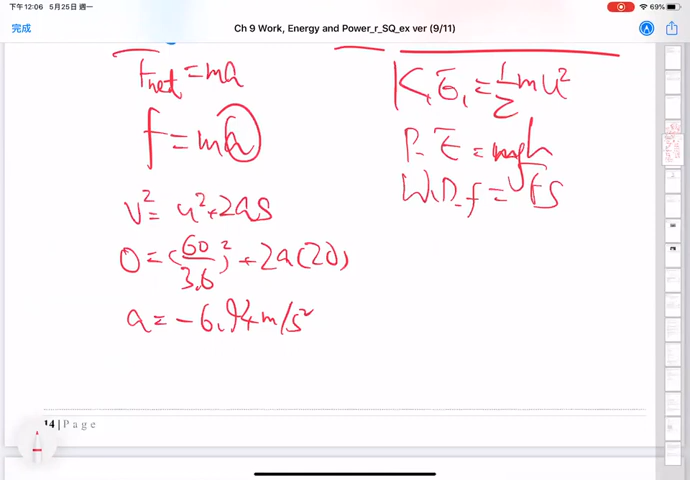 下午12:06 5月25日 週一
69%
完成
Ch 9 Work, Energy and Power_r_SQ_ex ver (9/11)
Fnet = ma
f = ma
v² = u² + 2as
0 = (60/3.6)² + 2a(20)
a = -6.94 m/s²
K.E. = 1/2 mu²
P.E = mgh
W.D.f = fs
14 | Page